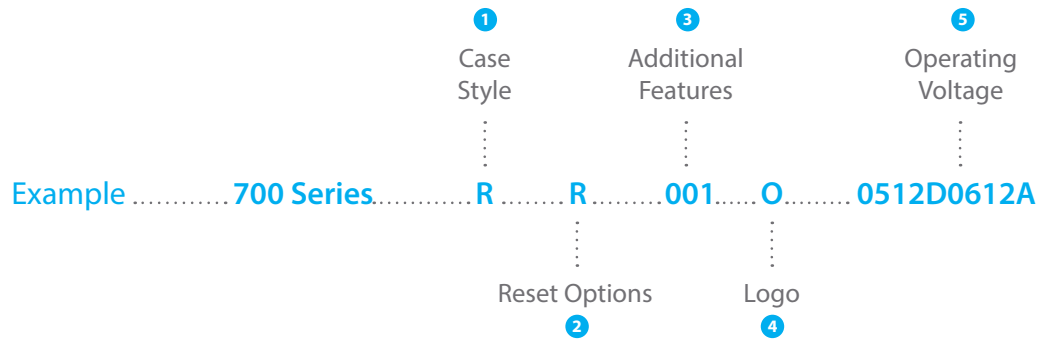 1 3 5
Case Additional Operating
Style Features Voltage
Example ............ 700 Series.............. R ......... R ......... 001 ..... O ........ 0512D0612A
Reset Options Logo
2 4